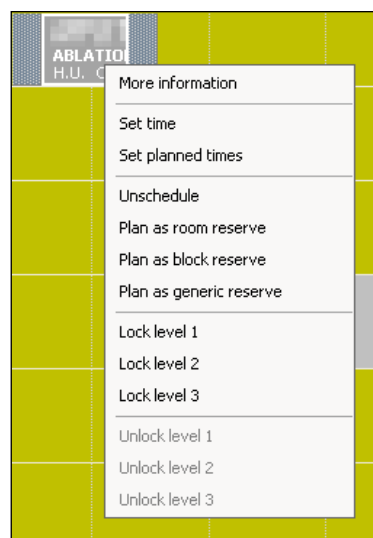 ABLATIO
H.U.
More information
Set time
Set planned times
Unschedule
Plan as room reserve
Plan as block reserve
Plan as generic reserve
Lock level 1
Lock level 2
Lock level 3
Unlock level 1
Unlock level 2
Unlock level 3